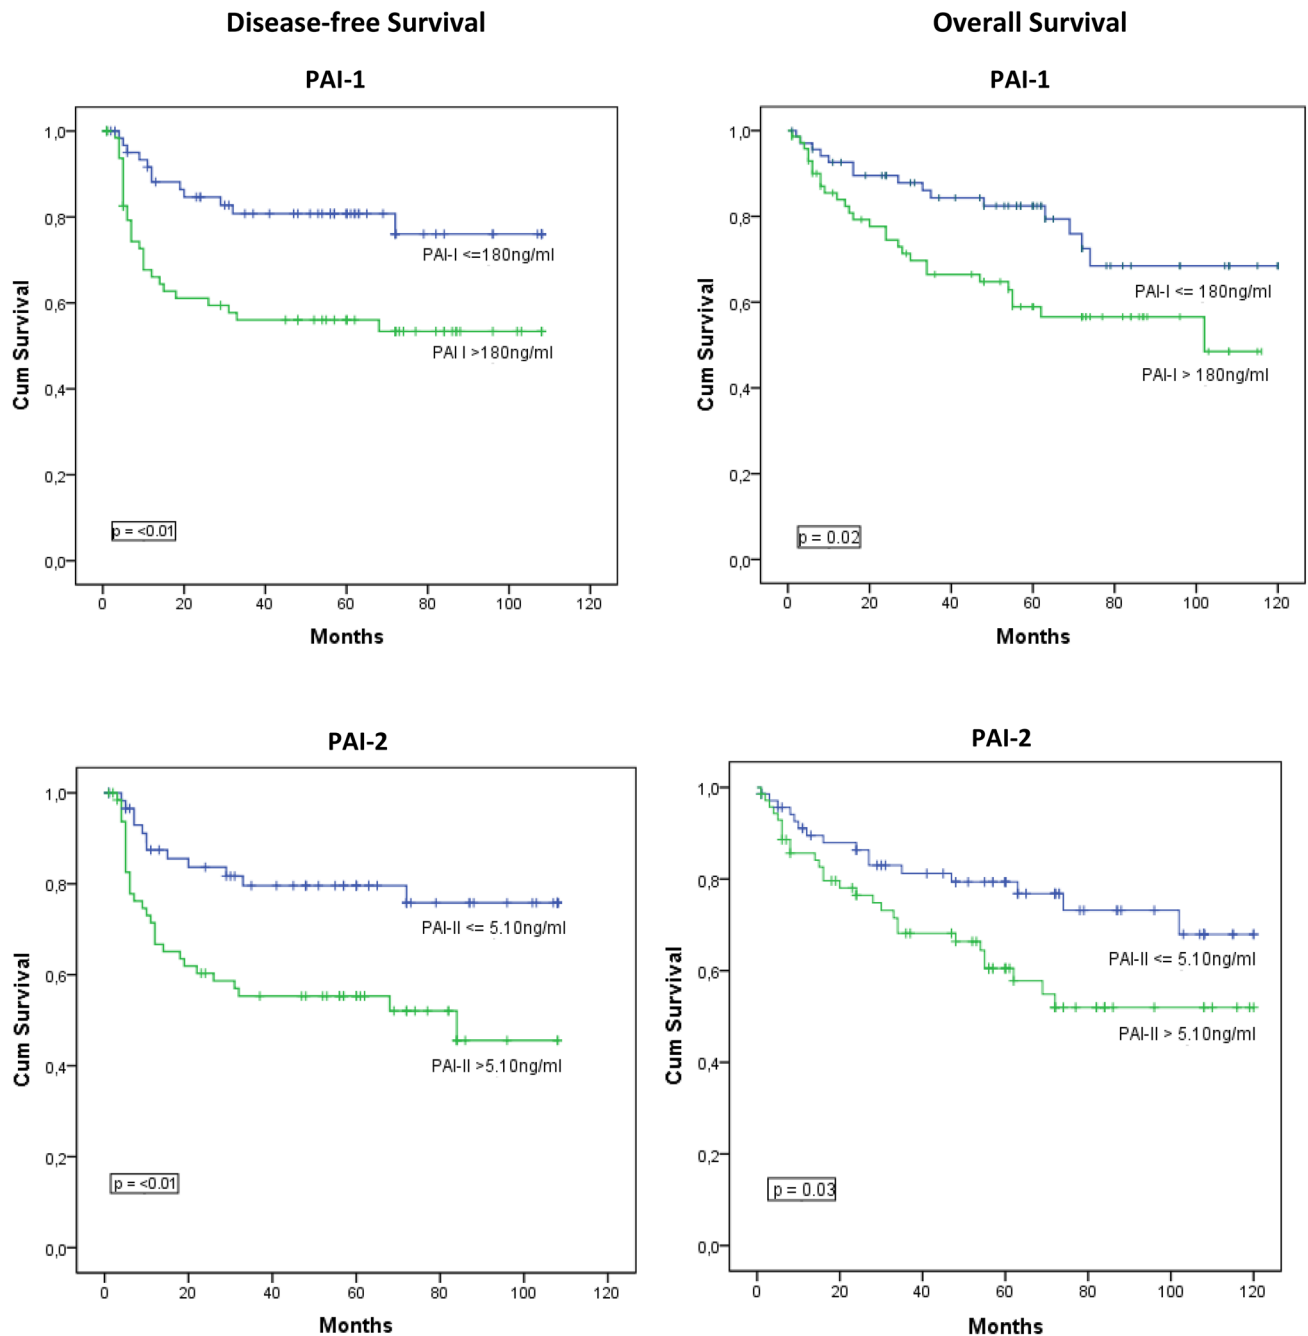 Disease-free Survival
Overall Survival
PAI-1
Cum Survival
1,0
0,8
0,6
0,4
0,2
0,0
PAI-I <=180ng/ml
PAI I >180ng/ml
p = <0.01
0 20 40 60 80 100 120
Months
PAI-1
Cum Survival
1,0
0,8
0,6
0,4
0,2
0,0
PAI-I <= 180ng/ml
PAI-I > 180ng/ml
p = 0.02
0 20 40 60 80 100 120
Months
PAI-2
Cum Survival
1,0
0,8
0,6
0,4
0,2
0,0
PAI-II <= 5.10ng/ml
PAI-II >5.10ng/ml
p = <0.01
0 20 40 60 80 100 120
Months
PAI-2
Cum Survival
1,0
0,8
0,6
0,4
0,2
0,0
PAI-II <= 5.10ng/ml
PAI-II > 5.10ng/ml
p = 0.03
0 20 40 60 80 100 120
Months